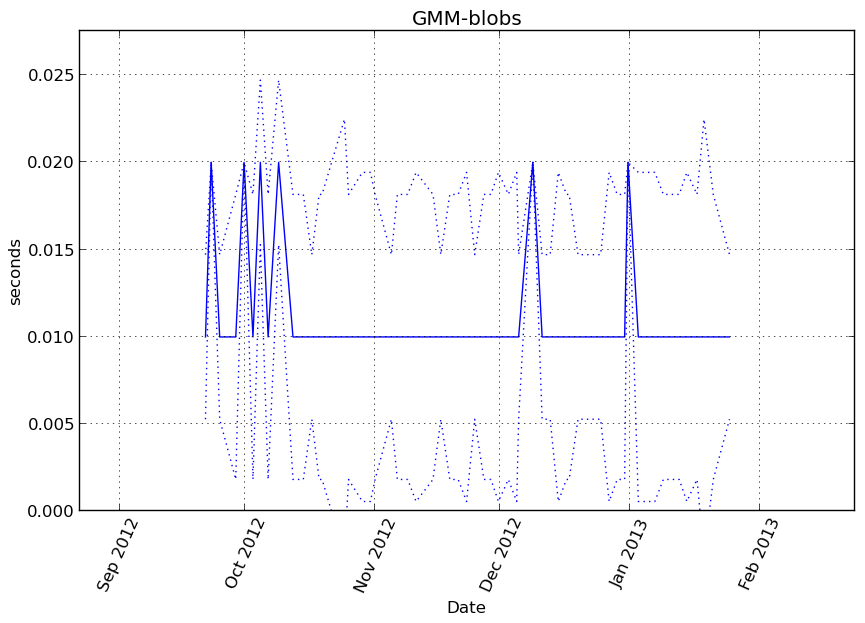 GMM-blobs
0.025
0.020
0.015
0.010
0.005
0.000
seconds
Sep 2012
Oct 2012
Nov 2012
Dec 2012
Jan 2013
Feb 2013
Date